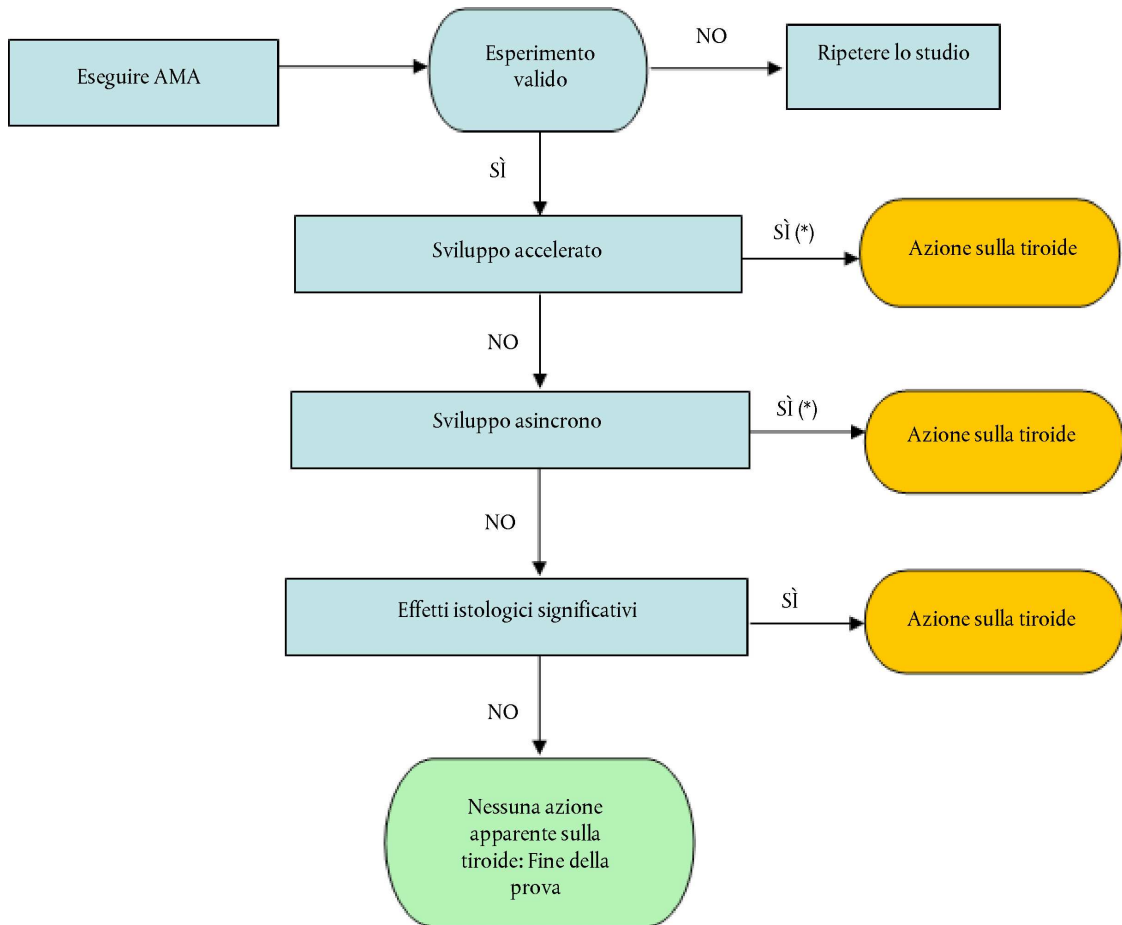 Eseguire AMA
Esperimento
valido
NO
Ripetere lo studio
SÌ
Sviluppo accelerato
SÌ (*)
Azione sulla tiroide
NO
Sviluppo asincrono
SÌ (*)
Azione sulla tiroide
NO
Effetti istologici significativi
SÌ
Azione sulla tiroide
NO
Nessuna azione
apparente sulla
tiroide: Fine della
prova